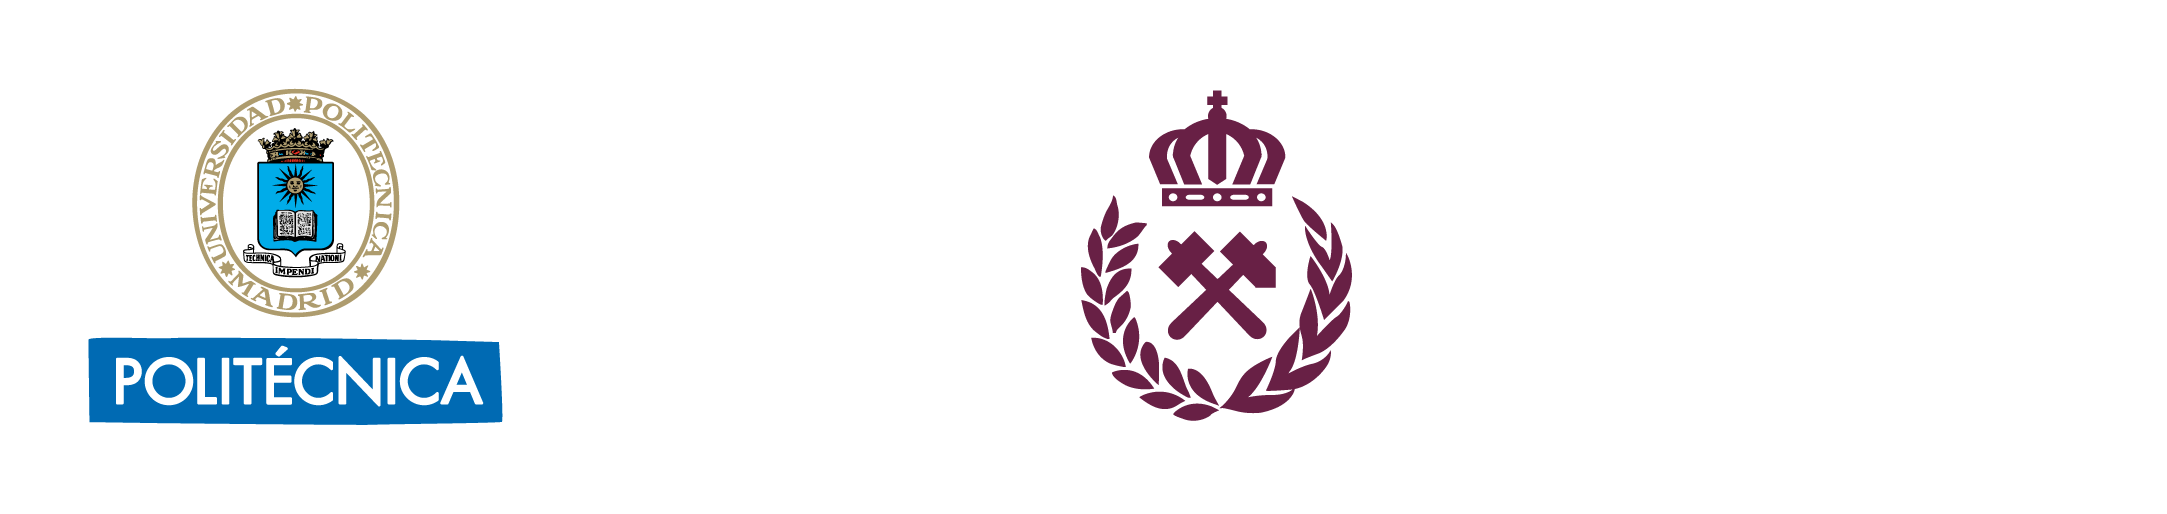 UNIVERSIDAD POLITECNICA
MADRID
TECHNICA IMPENDI NATIONI
POLITÉCNICA